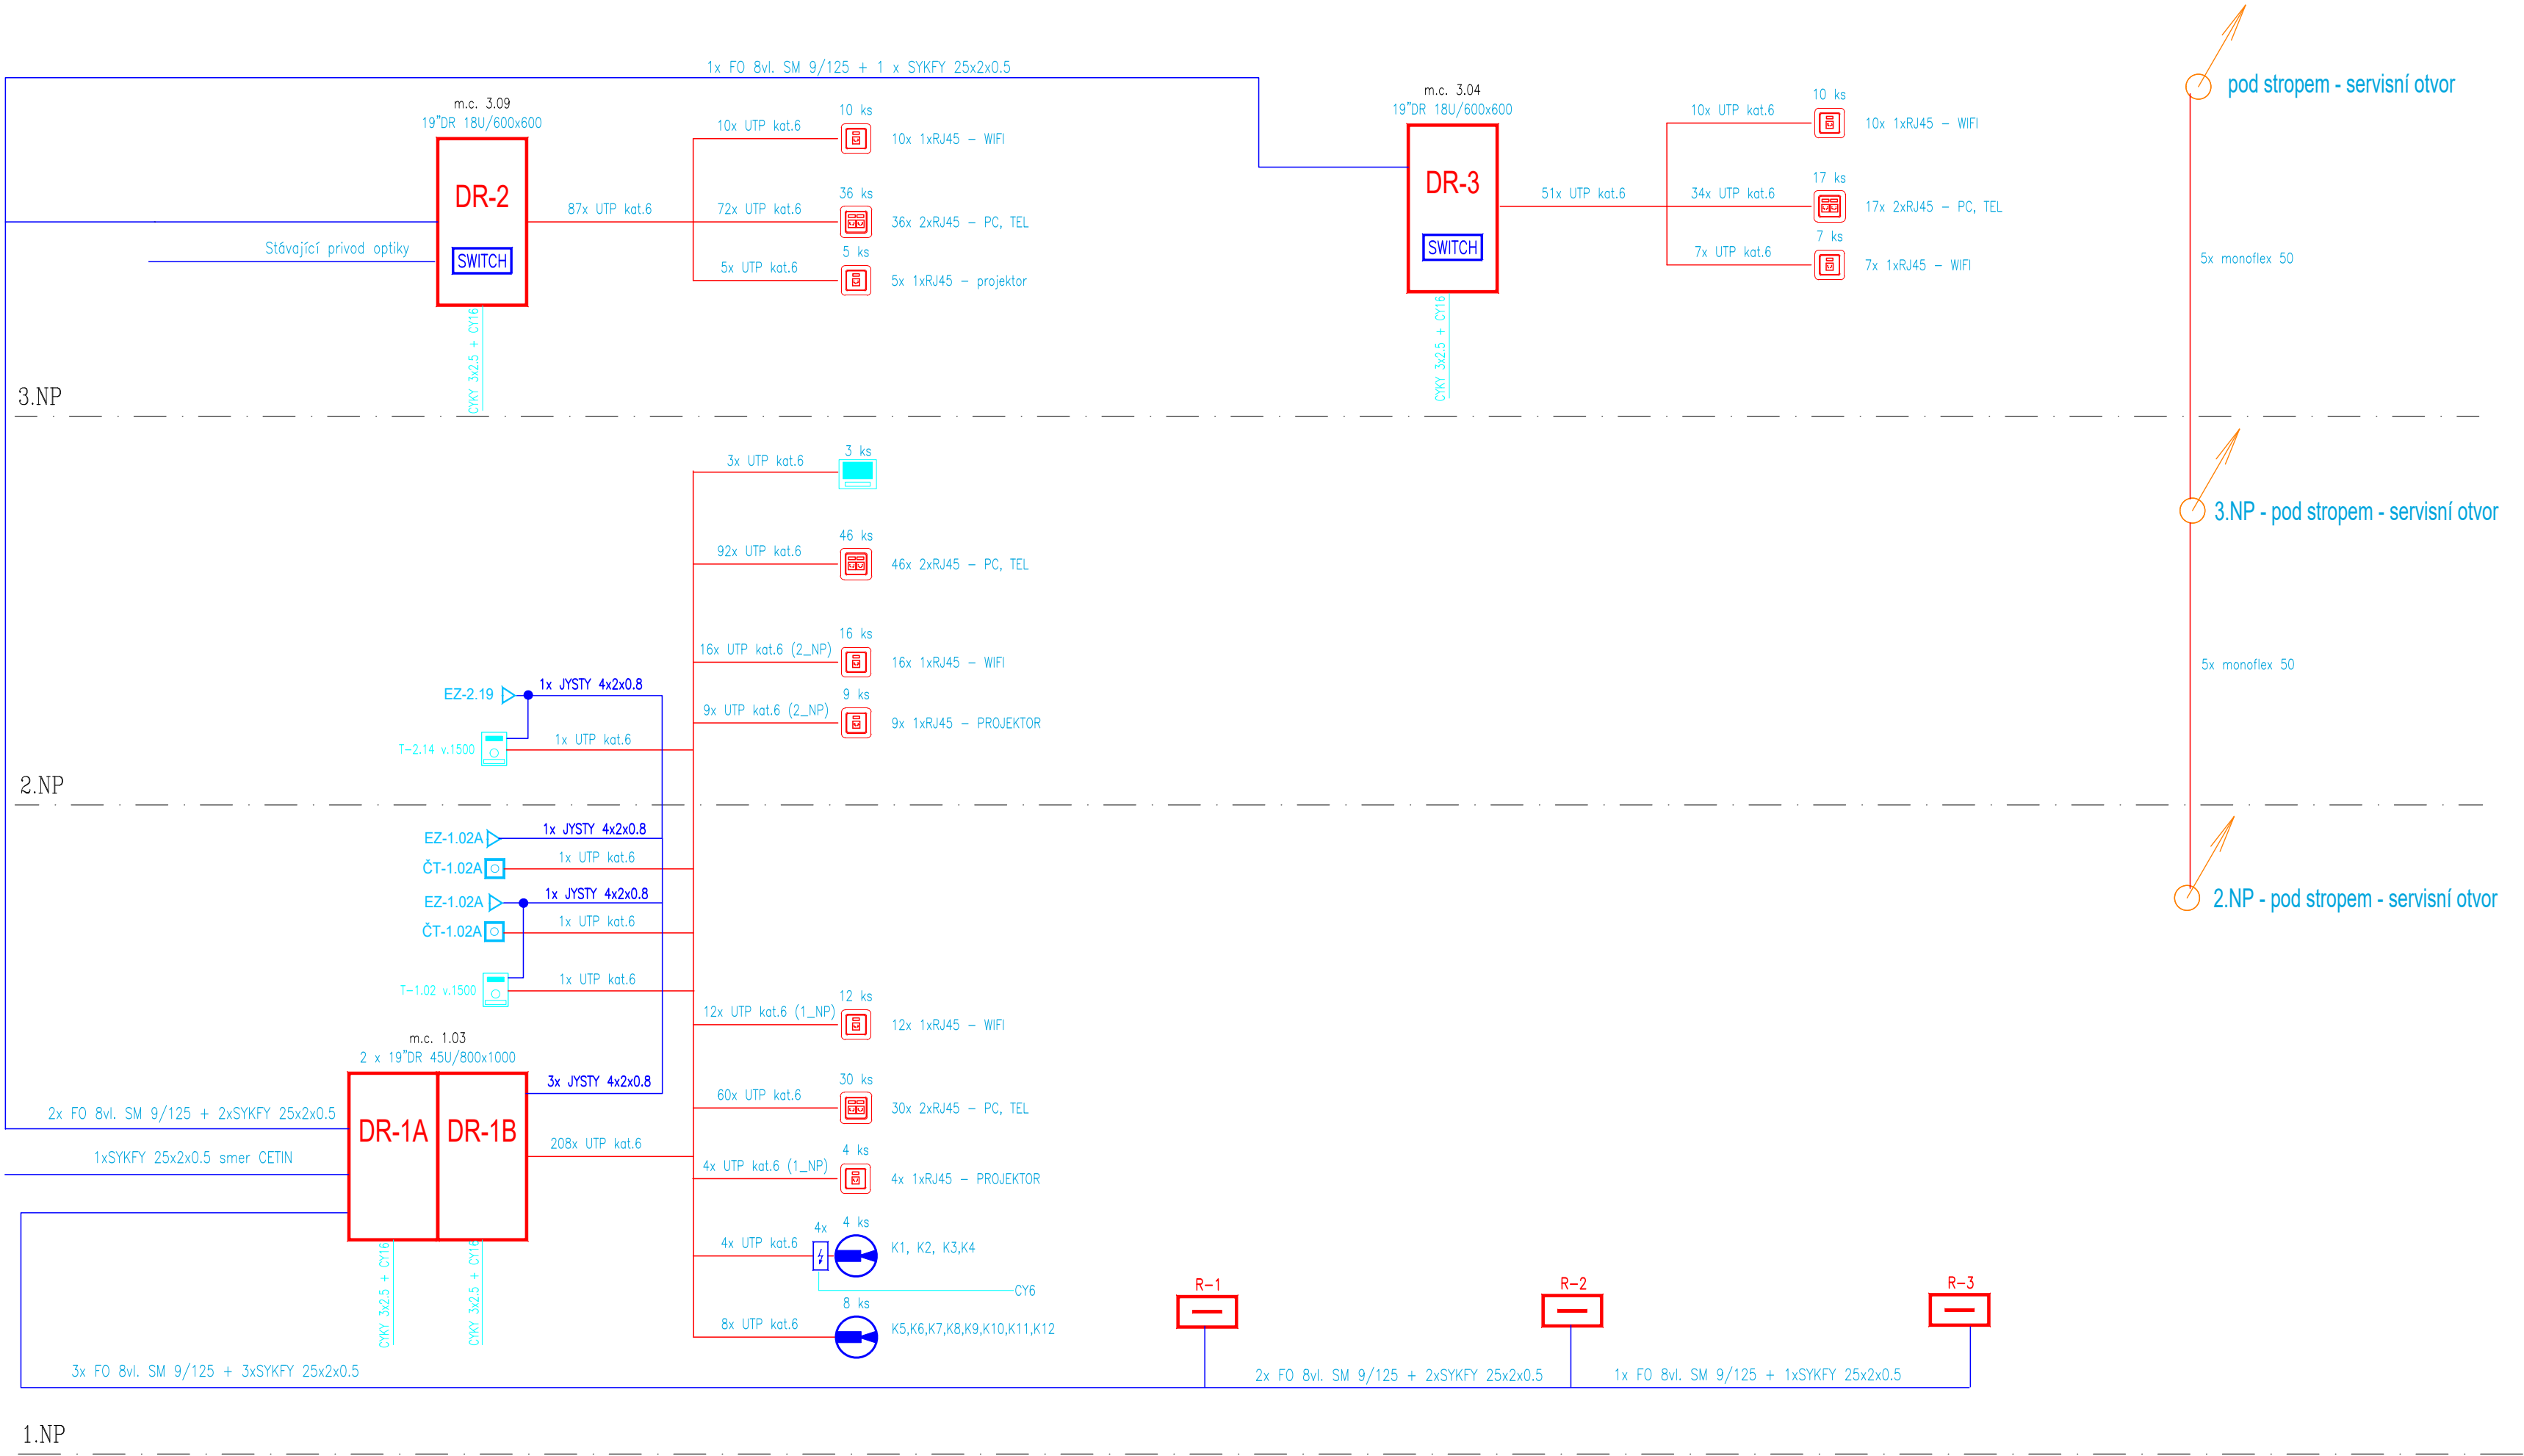 1x FO 8vl. SM 9/125 + 1 x SYKFY 25x2x0.5
m.c. 3.09
19"DR 18U/600x600
DR-2
SWITCH
Stávající privod optiky
CYKY 3x2.5 + CY16
87x UTP kat.6
10x UTP kat.6
10 ks
10x 1xRJ45 – WIFI
72x UTP kat.6
36 ks
36x 2xRJ45 – PC, TEL
5x UTP kat.6
5 ks
5x 1xRJ45 – projektor
m.c. 3.04
19"DR 18U/600x600
DR-3
SWITCH
CYKY 3x2.5 + CY16
51x UTP kat.6
10x UTP kat.6
10 ks
10x 1xRJ45 – WIFI
34x UTP kat.6
17 ks
17x 2xRJ45 – PC, TEL
7x UTP kat.6
7 ks
7x 1xRJ45 – WIFI
pod stropem - servisní otvor
5x monoflex 50
3.NP
3x UTP kat.6
3 ks
92x UTP kat.6
46 ks
46x 2xRJ45 – PC, TEL
16x UTP kat.6 (2_NP)
16 ks
16x 1xRJ45 – WIFI
9x UTP kat.6 (2_NP)
9 ks
9x 1xRJ45 – PROJEKTOR
EZ-2.19
1x JYSTY 4x2x0.8
T-2.14 v.1500
1x UTP kat.6
3.NP - pod stropem - servisní otvor
5x monoflex 50
2.NP
EZ-1.02A
1x JYSTY 4x2x0.8
ČT-1.02A
1x UTP kat.6
EZ-1.02A
1x JYSTY 4x2x0.8
ČT-1.02A
1x UTP kat.6
T-1.02 v.1500
1x UTP kat.6
2.NP - pod stropem - servisní otvor
12x UTP kat.6 (1_NP)
12 ks
12x 1xRJ45 – WIFI
m.c. 1.03
2 x 19"DR 45U/800x1000
DR-1A
DR-1B
3x JYSTY 4x2x0.8
208x UTP kat.6
2x FO 8vl. SM 9/125 + 2xSYKFY 25x2x0.5
1xSYKFY 25x2x0.5 smer CETIN
CYKY 3x2.5 + CY16
CYKY 3x2.5 + CY16
60x UTP kat.6
30 ks
30x 2xRJ45 – PC, TEL
4x UTP kat.6 (1_NP)
4 ks
4x 1xRJ45 – PROJEKTOR
4x UTP kat.6
4x
4 ks
K1, K2, K3,K4
CY6
8x UTP kat.6
8 ks
K5,K6,K7,K8,K9,K10,K11,K12
R-1
R-2
R-3
3x FO 8vl. SM 9/125 + 3xSYKFY 25x2x0.5
2x FO 8vl. SM 9/125 + 2xSYKFY 25x2x0.5
1x FO 8vl. SM 9/125 + 1xSYKFY 25x2x0.5
1.NP